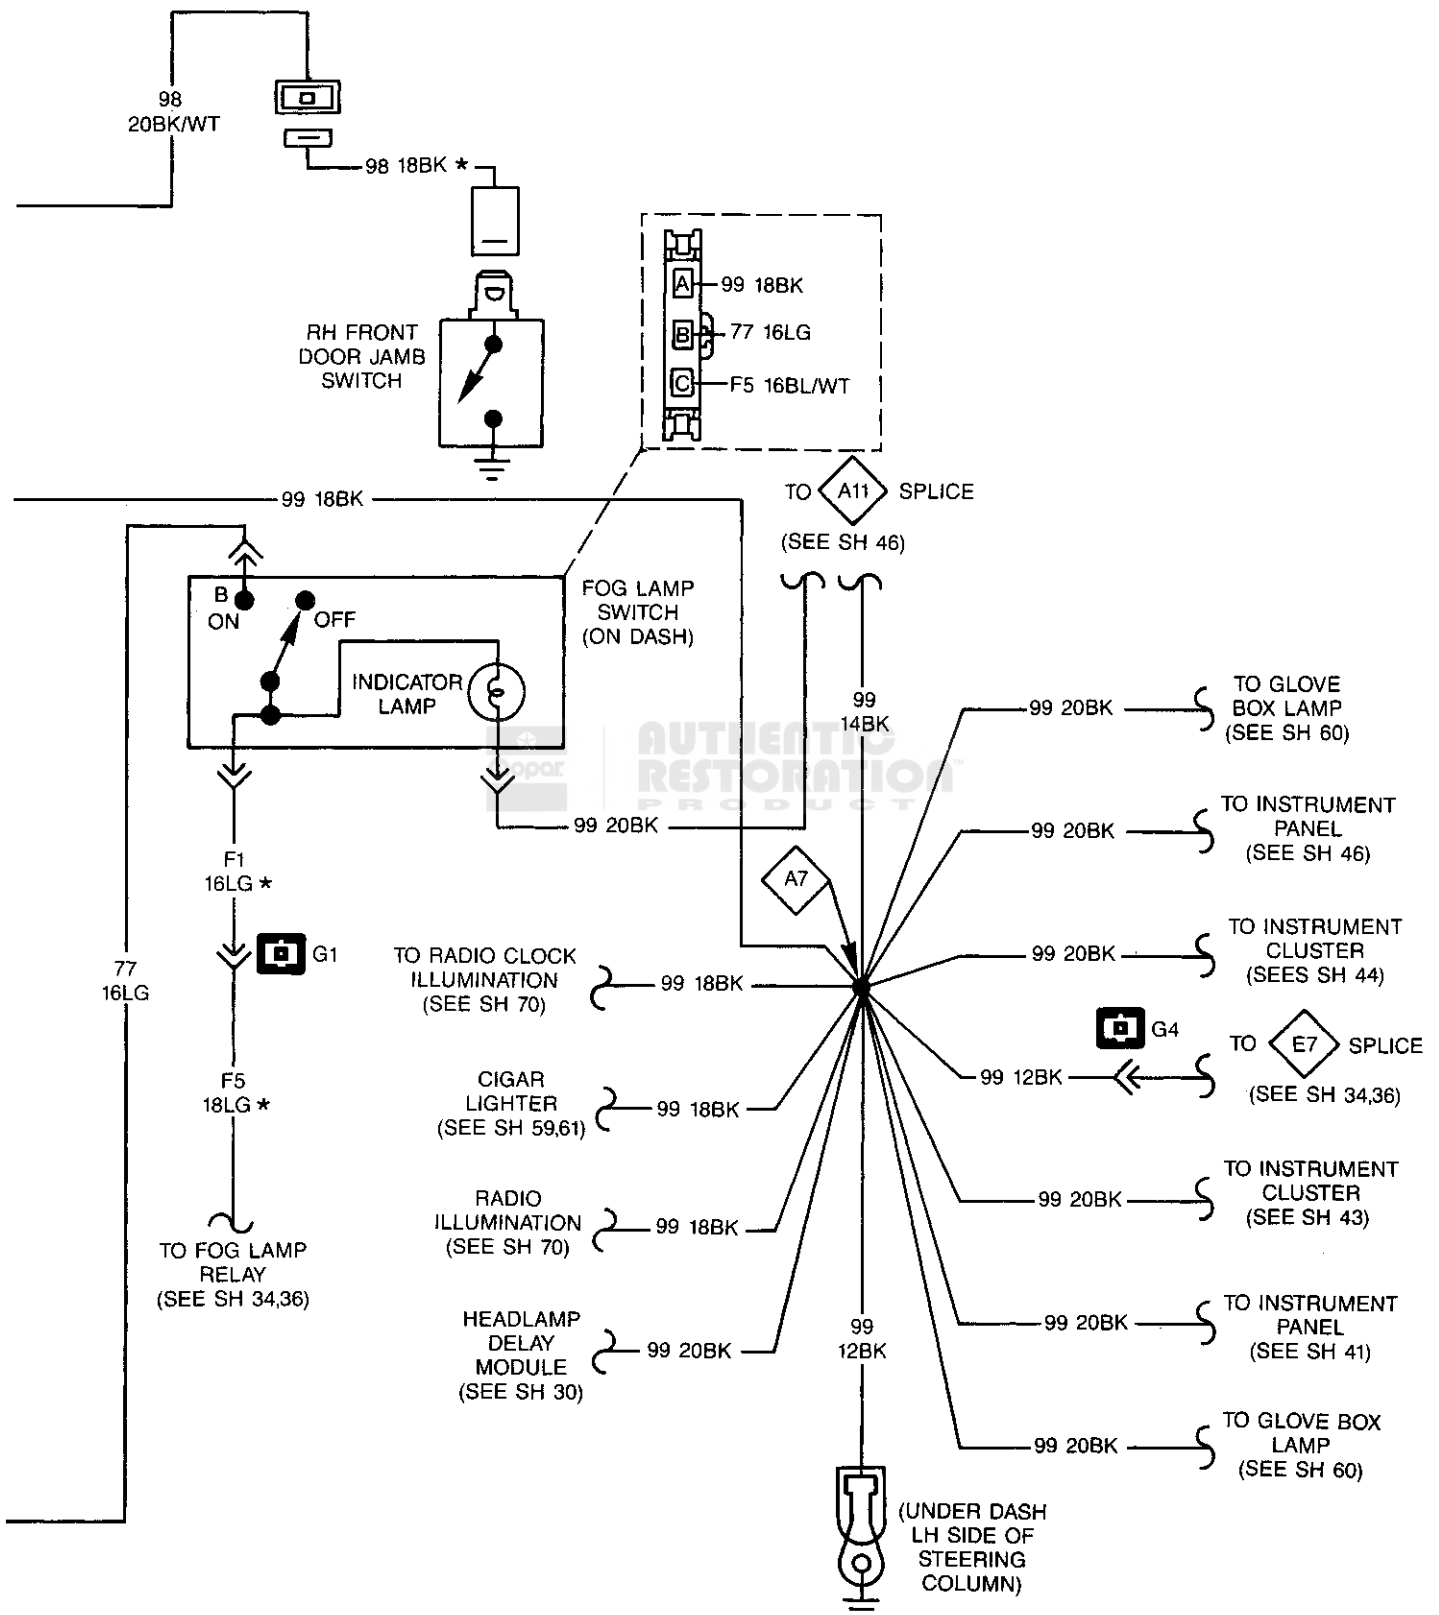 98
20BK/WT
98 18BK *
RH FRONT
DOOR JAMB
SWITCH
A 99 18BK
B 77 16LG
C F5 16BL/WT
99 18BK
TO A11 SPLICE
(SEE SH 46)
B
ON
OFF
INDICATOR
LAMP
FOG LAMP
SWITCH
(ON DASH)
99
14BK
AUTHENTIC
RESTORATION™
PRODUCT
99 20BK
F1
16LG *
G1
77
16LG
F5
18LG *
TO FOG LAMP
RELAY
(SEE SH 34,36)
A7
TO RADIO CLOCK
ILLUMINATION
(SEE SH 70)
99 18BK
CIGAR
LIGHTER
(SEE SH 59,61)
99 18BK
RADIO
ILLUMINATION
(SEE SH 70)
99 18BK
HEADLAMP
DELAY
MODULE
(SEE SH 30)
99 20BK
99 20BK
TO GLOVE
BOX LAMP
(SEE SH 60)
99 20BK
TO INSTRUMENT
PANEL
(SEE SH 46)
99 20BK
TO INSTRUMENT
CLUSTER
(SEES SH 44)
G4
99 12BK
TO E7 SPLICE
(SEE SH 34,36)
99 20BK
TO INSTRUMENT
CLUSTER
(SEE SH 43)
99 20BK
TO INSTRUMENT
PANEL
(SEE SH 41)
99 20BK
TO GLOVE BOX
LAMP
(SEE SH 60)
99
12BK
(UNDER DASH
LH SIDE OF
STEERING
COLUMN)